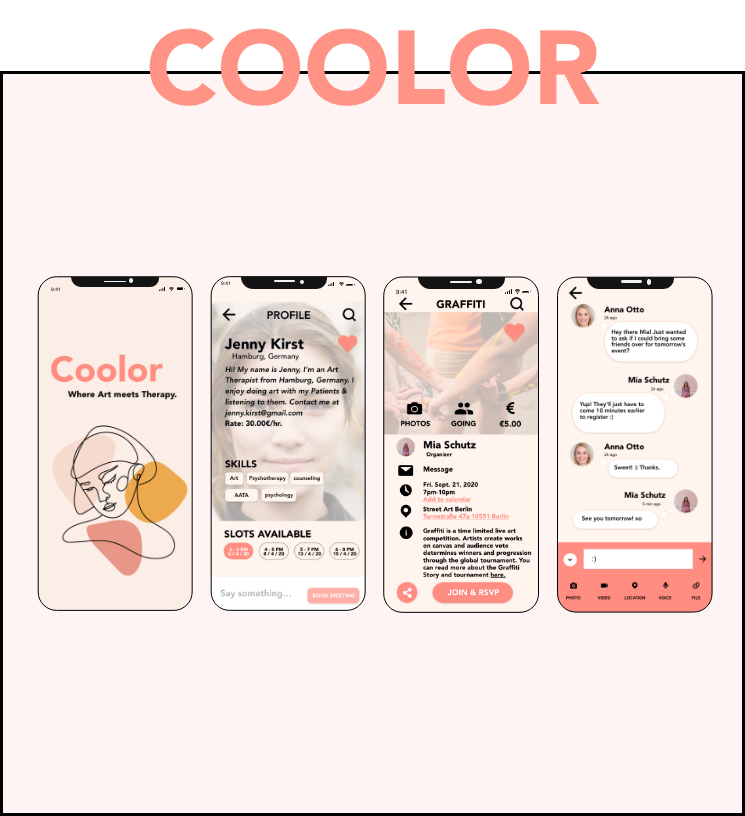 COOLOR
9:41
Coolor
Where Art meets Therapy.
9:41
PROFILE
Jenny Kirst
Hamburg, Germany
Hi! My name is Jenny, I'm an Art
Therapist from Hamburg, Germany. I
enjoy doing art with my Patients &
listening to them. Contact me at
jenny.kirst@gmail.com
Rate: 30.00€/hr.
SKILLS
Art Psychotherapy counseling
AATA psychology
SLOTS AVAILABLE
2 - 3 PM 4 - 5 PM 5 - 7 PM 6 - 8 PM
6 / 4 / 20 8 / 4 / 20 13 / 4 / 20 15 / 4 / 20
Say something...
BOOK MEETING
9:41
GRAFFITI
PHOTOS GOING €5.00
Mia Schutz
Organizer
Message
Fri. Sept. 21, 2020
7pm-10pm
Add to calendar
Street Art Berlin
Turmstraße 47a 10551 Berlin
Graffiti is a time limited live art
competition. Artists create works
on canvas and audience vote
determines winners and progression
through the global tournament. You
can read more about the Graffiti
Story and tournament here.
JOIN & RSVP
Anna Otto
2h ago
Hey there Mia! Just wanted
to ask if I could bring some
friends over for tomorrow's
event?
Mia Schutz
2h ago
Yup! They'll just have to
come 10 minutes earlier
to register :)
Anna Otto
2h ago
Sweet! :) Thanks.
Mia Schutz
5 min ago
See you tomorrow! xo
:)
PHOTO VIDEO LOCATION VOICE FILE